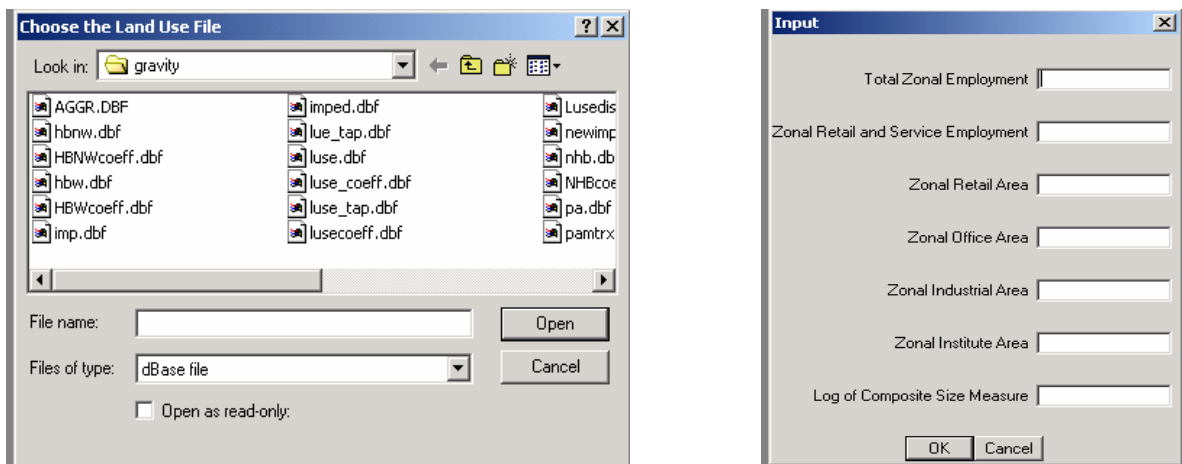 Choose the Land Use File
Look in: gravity
AGGR.DBF
hbnw.dbf
HBNWcoeff.dbf
hbw.dbf
HBWcoeff.dbf
imp.dbf
imped.dbf
lue_tap.dbf
luse.dbf
luse_coeff.dbf
luse_tap.dbf
lusecoeff.dbf
Lusedis
newimp
nhb.db
NHBcoe
pa.dbf
pamtrx
File name:
Open
Files of type: dBase file
Cancel
Open as read-only:
Input
Total Zonal Employment
Zonal Retail and Service Employment
Zonal Retail Area
Zonal Office Area
Zonal Industrial Area
Zonal Institute Area
Log of Composite Size Measure
OK Cancel